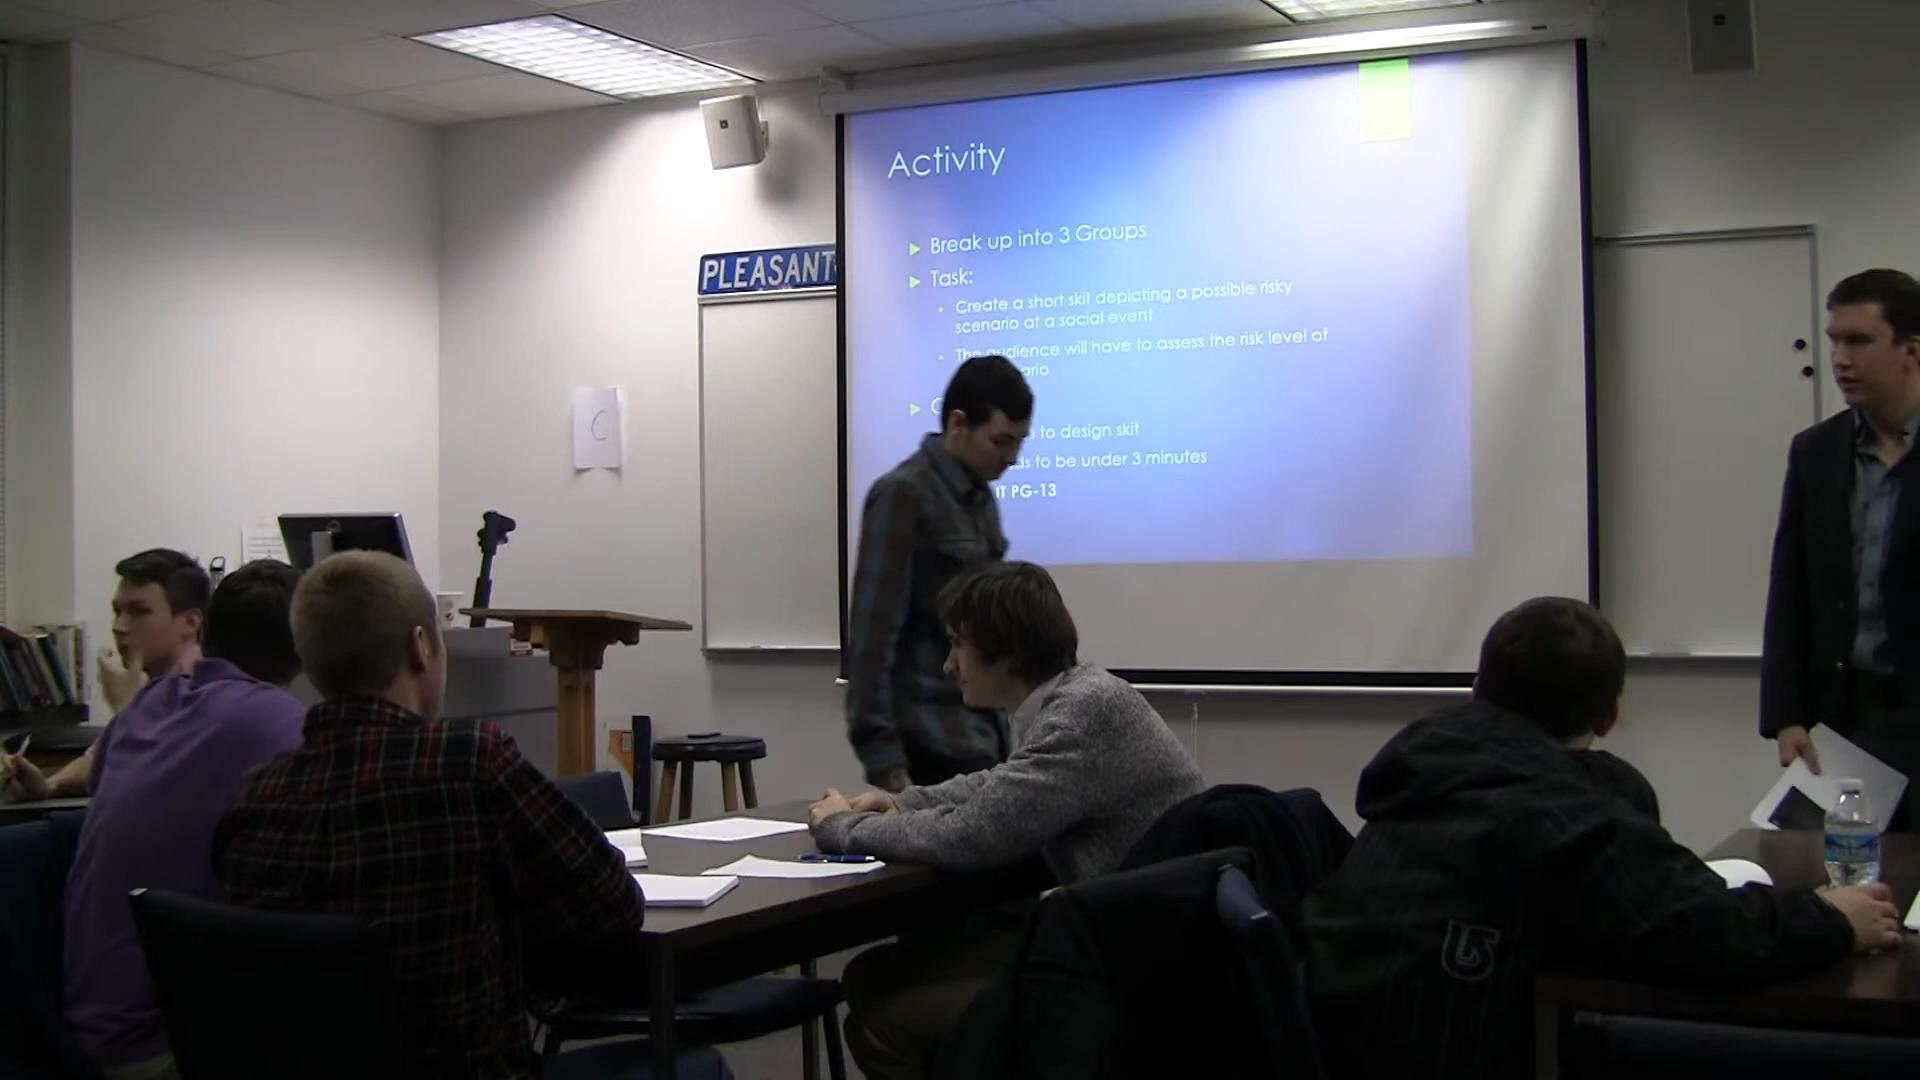 Activity
Break up into 3 Groups
Task:
Create a short skit depicting a possible risky
scenario at a social event
The audience will have to assess the risk level of
ario
to design skit
to be under 3 minutes
IT PG-13
PLEASANT
C